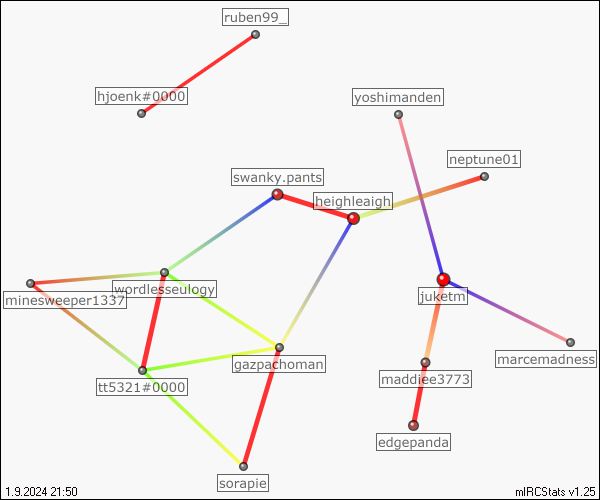 ruben99_
hjoenk#0000
yoshimanden
neptune01
swanky.pants
heighleaigh
wordlesseulogy
minesweeper1337
juketm
gazpachoman
marcemadness
tt5321#0000
maddiee3773
edgepanda
sorapie
1.9.2024 21:50
mIRCStats v1.25